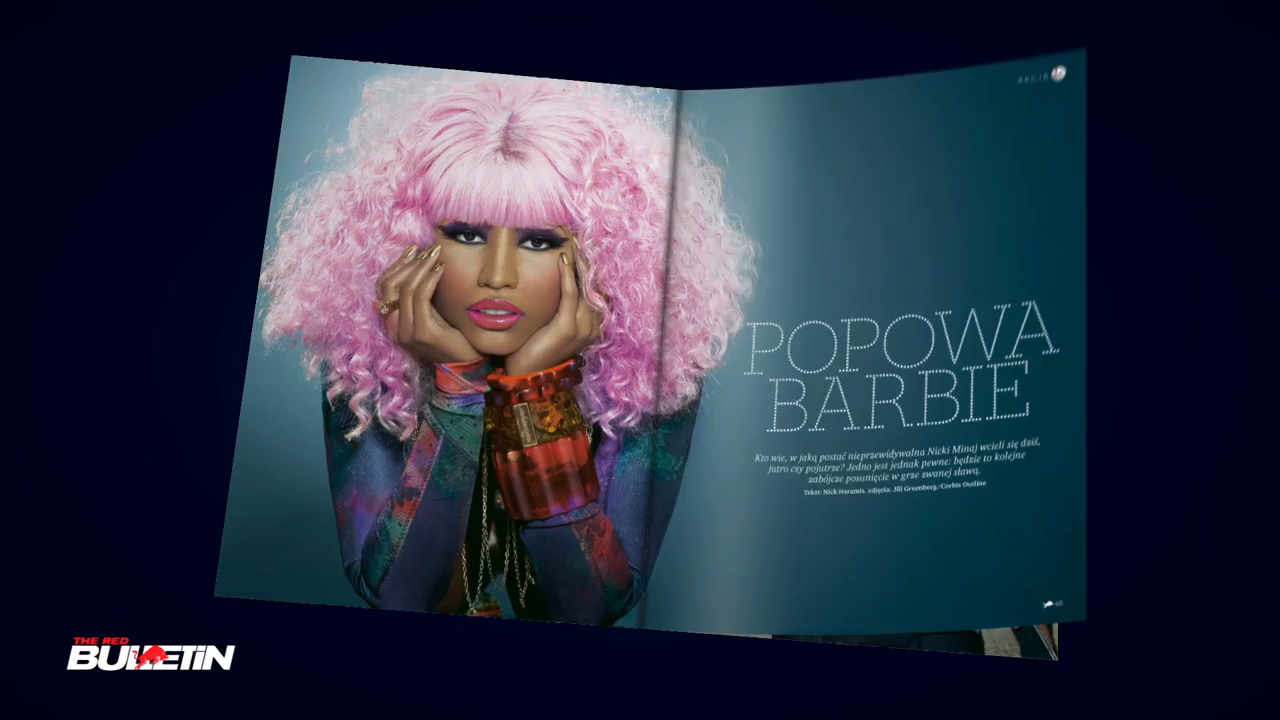 AKCJA
POPOWA
BARBIE
Kto wie, w jaką postać nieprzewidywalna Nicki Minaj wcieli się dziś,
jutro czy pojutrze? Jedno jest jednak pewne: będzie to kolejne
zabójcze posunięcie w grze zwanej sławą.
Tekst: Nick Haramis, zdjęcia: Jill Greenberg/Corbis Outline
THE RED
BULLETIN